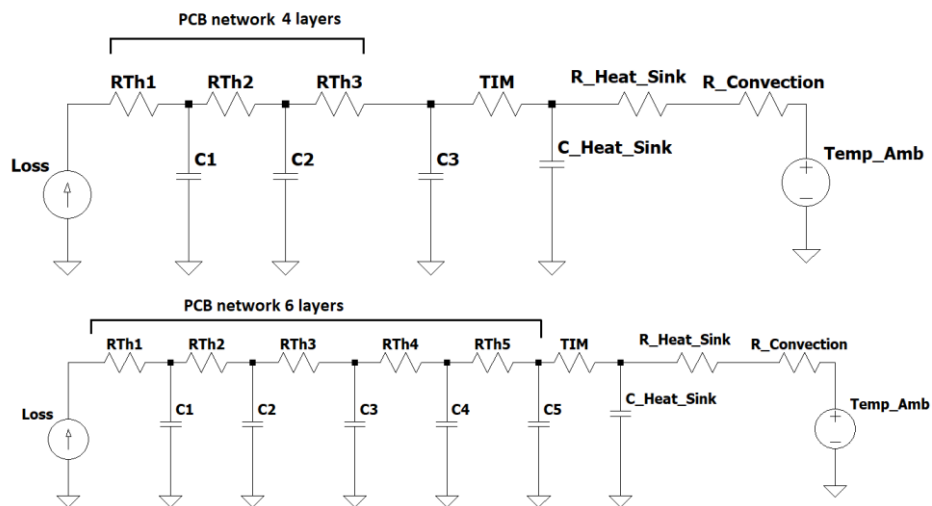 PCB network 4 layers
RTh1 RTh2 RTh3 TIM R_Heat_Sink R_Convection
Loss C1 C2 C3 C_Heat_Sink Temp_Amb
PCB network 6 layers
RTh1 RTh2 RTh3 RTh4 RTh5 TIM R_Heat_Sink R_Convection
Loss C1 C2 C3 C4 C5 C_Heat_Sink Temp_Amb